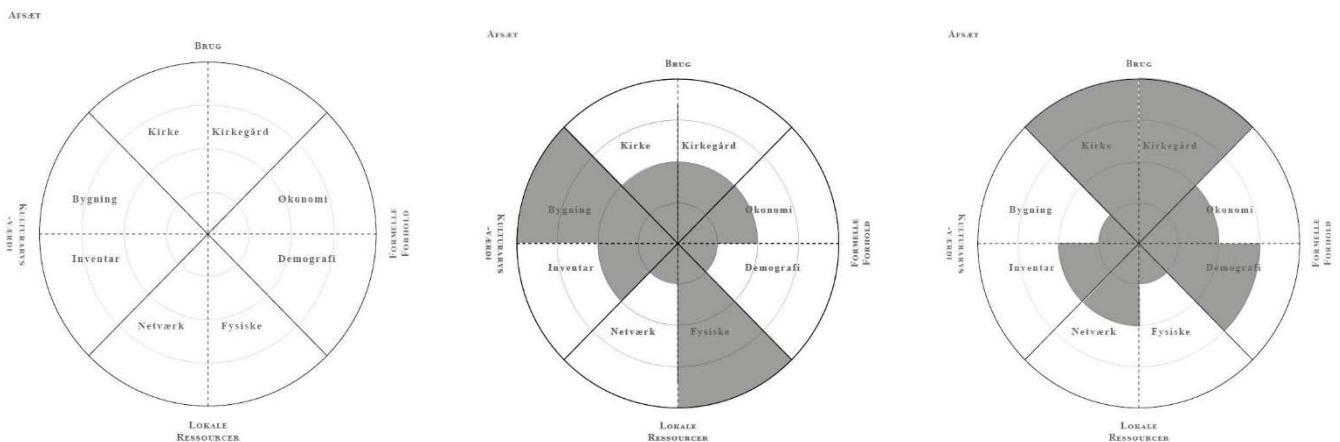 AFSÆT
BRUG
Kirke
Kirkegård
Bygning
Økonomi
KULTURARVS
-VÆRDI
FORMELLE
FORHOLD
Inventar
Demografi
Netværk
Fysiske
LOKALE
RESSOURCER
AFSÆT
BRUG
Kirke
Kirkegård
Bygning
Økonomi
KULTURARVS
-VÆRDI
FORMELLE
FORHOLD
Inventar
Demografi
Netværk
Fysiske
LOKALE
RESSOURCER
AFSÆT
BRUG
Kirke
Kirkegård
Bygning
Økonomi
KULTURARVS
-VÆRDI
FORMELLE
FORHOLD
Inventar
Demografi
Netværk
Fysiske
LOKALE
RESSOURCER